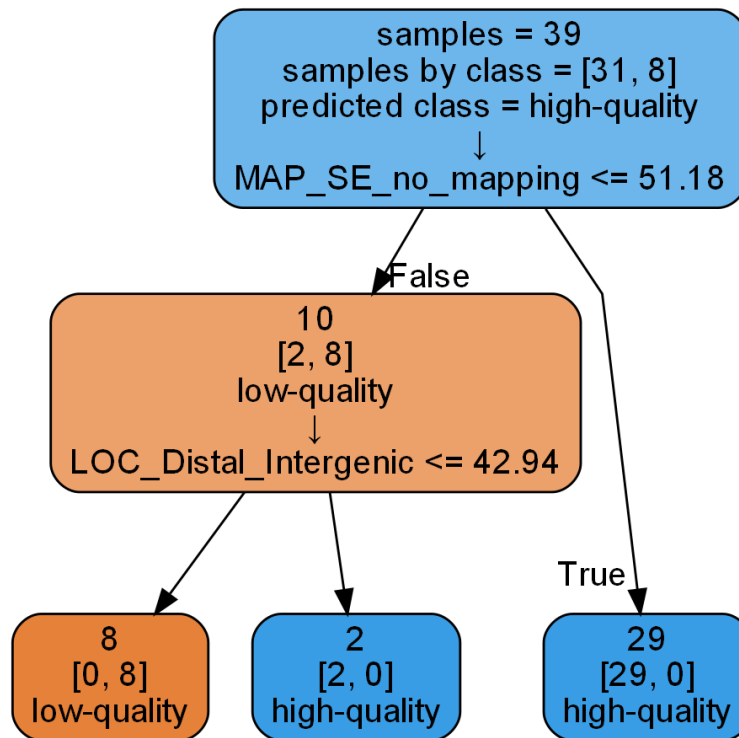 samples = 39
samples by class = [31, 8]
predicted class = high-quality
↓
MAP_SE_no_mapping <= 51.18
False
10
[2, 8]
low-quality
↓
LOC_Distal_Intergenic <= 42.94
True
8
[0, 8]
low-quality
2
[2, 0]
high-quality
29
[29, 0]
high-quality